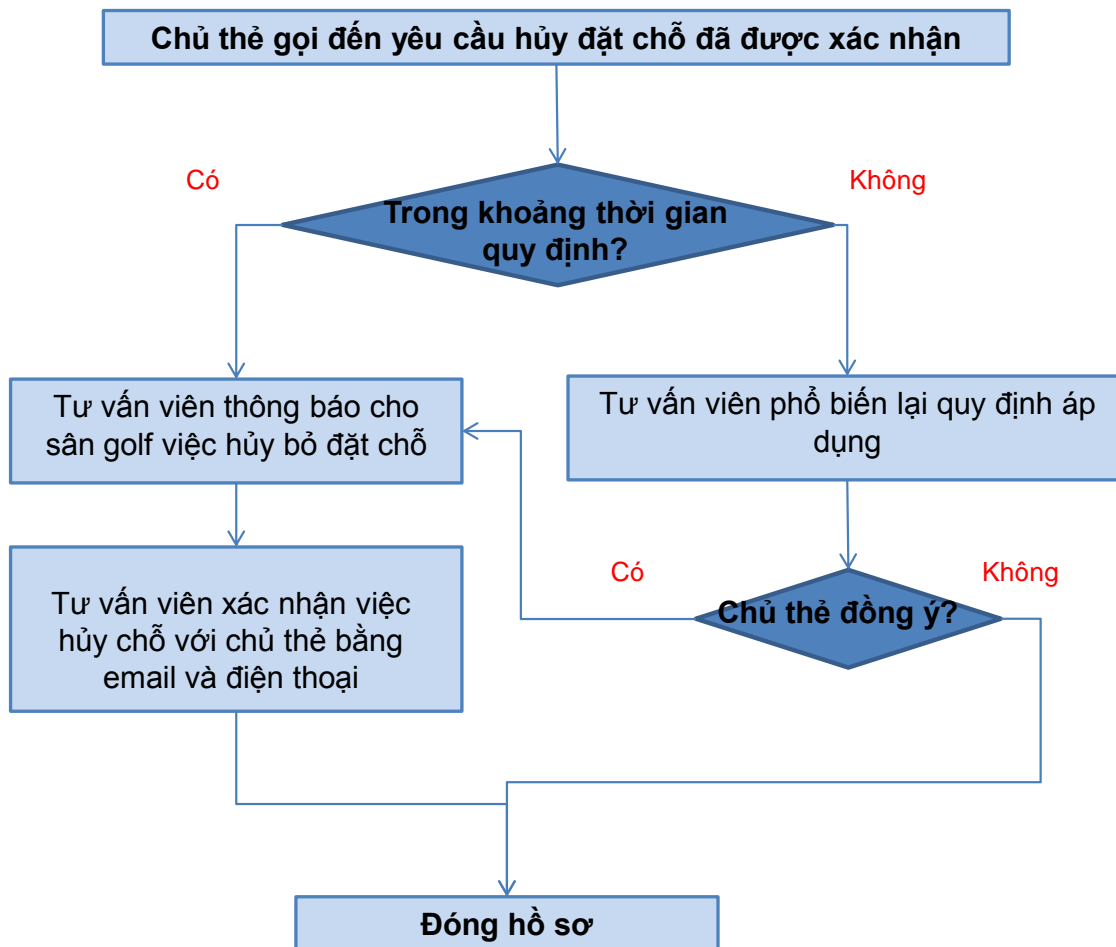 Chủ thẻ gọi đến yêu cầu hủy đặt chỗ đã được xác nhận
Có
Không
Trong khoảng thời gian
quy định?
Tư vấn viên thông báo cho
sân golf việc hủy bỏ đặt chỗ
Tư vấn viên phổ biến lại quy định áp
dụng
Tư vấn viên xác nhận việc
hủy chỗ với chủ thẻ bằng
email và điện thoại
Có
Không
Chủ thẻ đồng ý?
Đóng hồ sơ